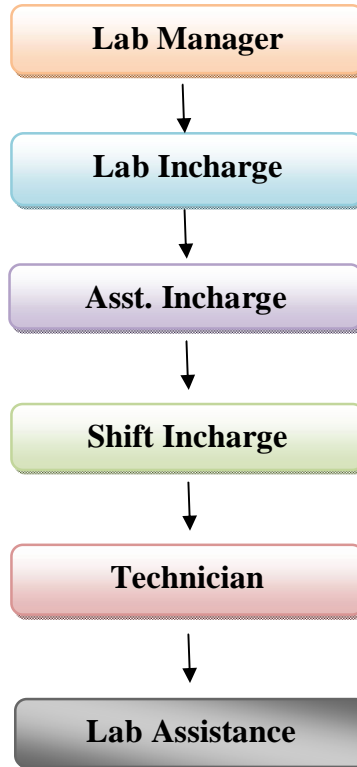 Lab Manager
Lab Incharge
Asst. Incharge
Shift Incharge
Technician
Lab Assistance